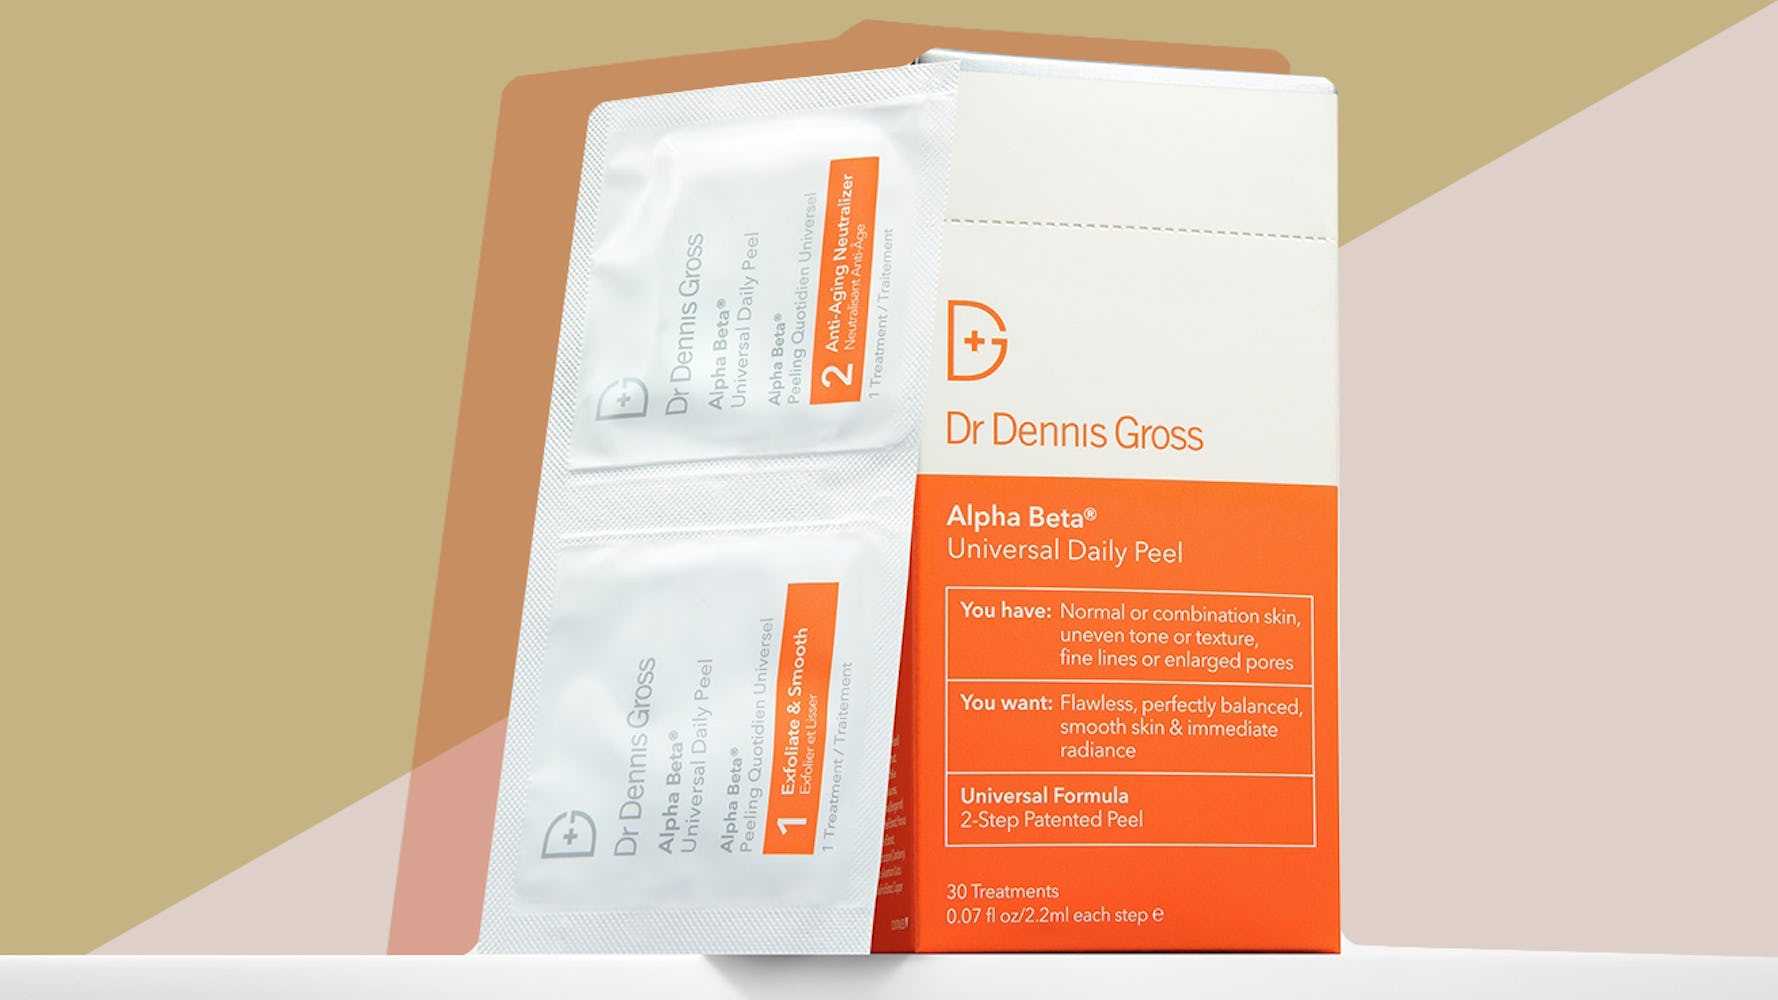 Dr Dennis Gross
Alpha Beta®
Universal Daily Peel
Alpha Beta®
Peeling Quotidien Universel
2 Anti-Aging Neutralizer
Neutralisant Anti-Âge
1 Treatment / Traitement
Dr Dennis Gross
Alpha Beta®
Universal Daily Peel
Alpha Beta®
Peeling Quotidien Universel
1 Exfoliate & Smooth
Exfolier et Lisser
1 Treatment / Traitement
Dr Dennis Gross
Alpha Beta®
Universal Daily Peel
You have: Normal or combination skin,
uneven tone or texture,
fine lines or enlarged pores
You want: Flawless, perfectly balanced,
smooth skin & immediate
radiance
Universal Formula
2-Step Patented Peel
30 Treatments
0.07 fl oz/2.2ml each step ℮